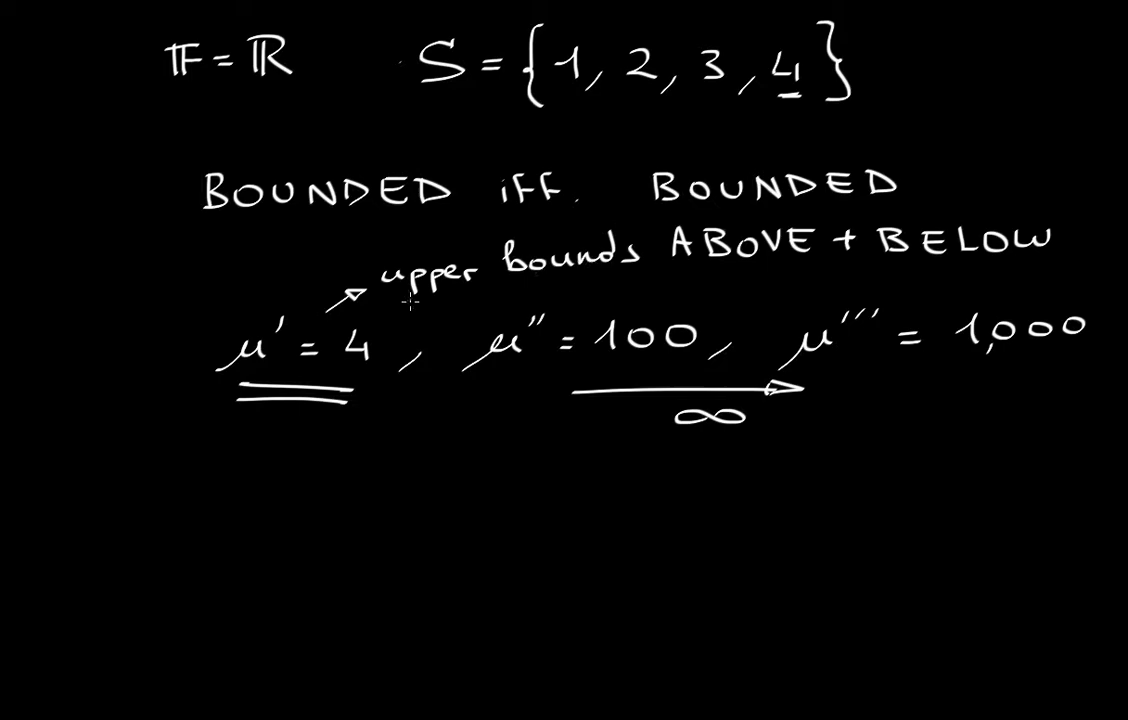 𝔽 = ℝ S = {1, 2, 3, 4}
BOUNDED iff. BOUNDED
upper bounds ABOVE + BELOW
μ' = 4, μ'' = 100, μ''' = 1,000
∞